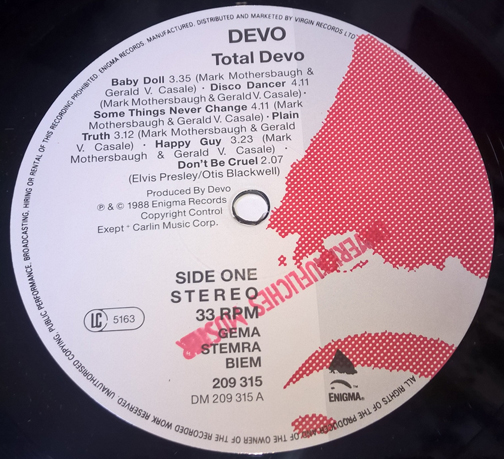 DEVO
Total Devo
Baby Doll 3.35 (Mark Mothersbaugh &
Gerald V. Casale) · Disco Dancer 4.11
(Mark Mothersbaugh & Gerald V. Casale) ·
Some Things Never Change 4.11 (Mark
Mothersbaugh & Gerald V. Casale) · Plain
Truth 3.12 (Mark Mothersbaugh & Gerald
V. Casale) · Happy Guy 3.23 (Mark
Mothersbaugh & Gerald V. Casale) ·
Don't Be Cruel 2.07
(Elvis Presley/Otis Blackwell)
Produced By Devo
℗ & © 1988 Enigma Records
Copyright Control
Exept * Carlin Music Corp.
SIDE ONE
STEREO
33 RPM
GEMA
STEMRA
BIEM
209 315
DM 209 315 A
LC 5163
UNVERKÄUFLICHES MUSTER
ENIGMA
ALL RIGHTS OF THE PRODUCER AND OF THE OWNER OF THE RECORDED WORK RESERVED. UNAUTHORISED COPYING, PUBLIC PERFORMANCE, BROADCASTING, HIRING OR RENTAL OF THIS RECORDING PROHIBITED. ENIGMA RECORDS. MANUFACTURED, DISTRIBUTED AND MARKETED BY VIRGIN RECORDS LTD